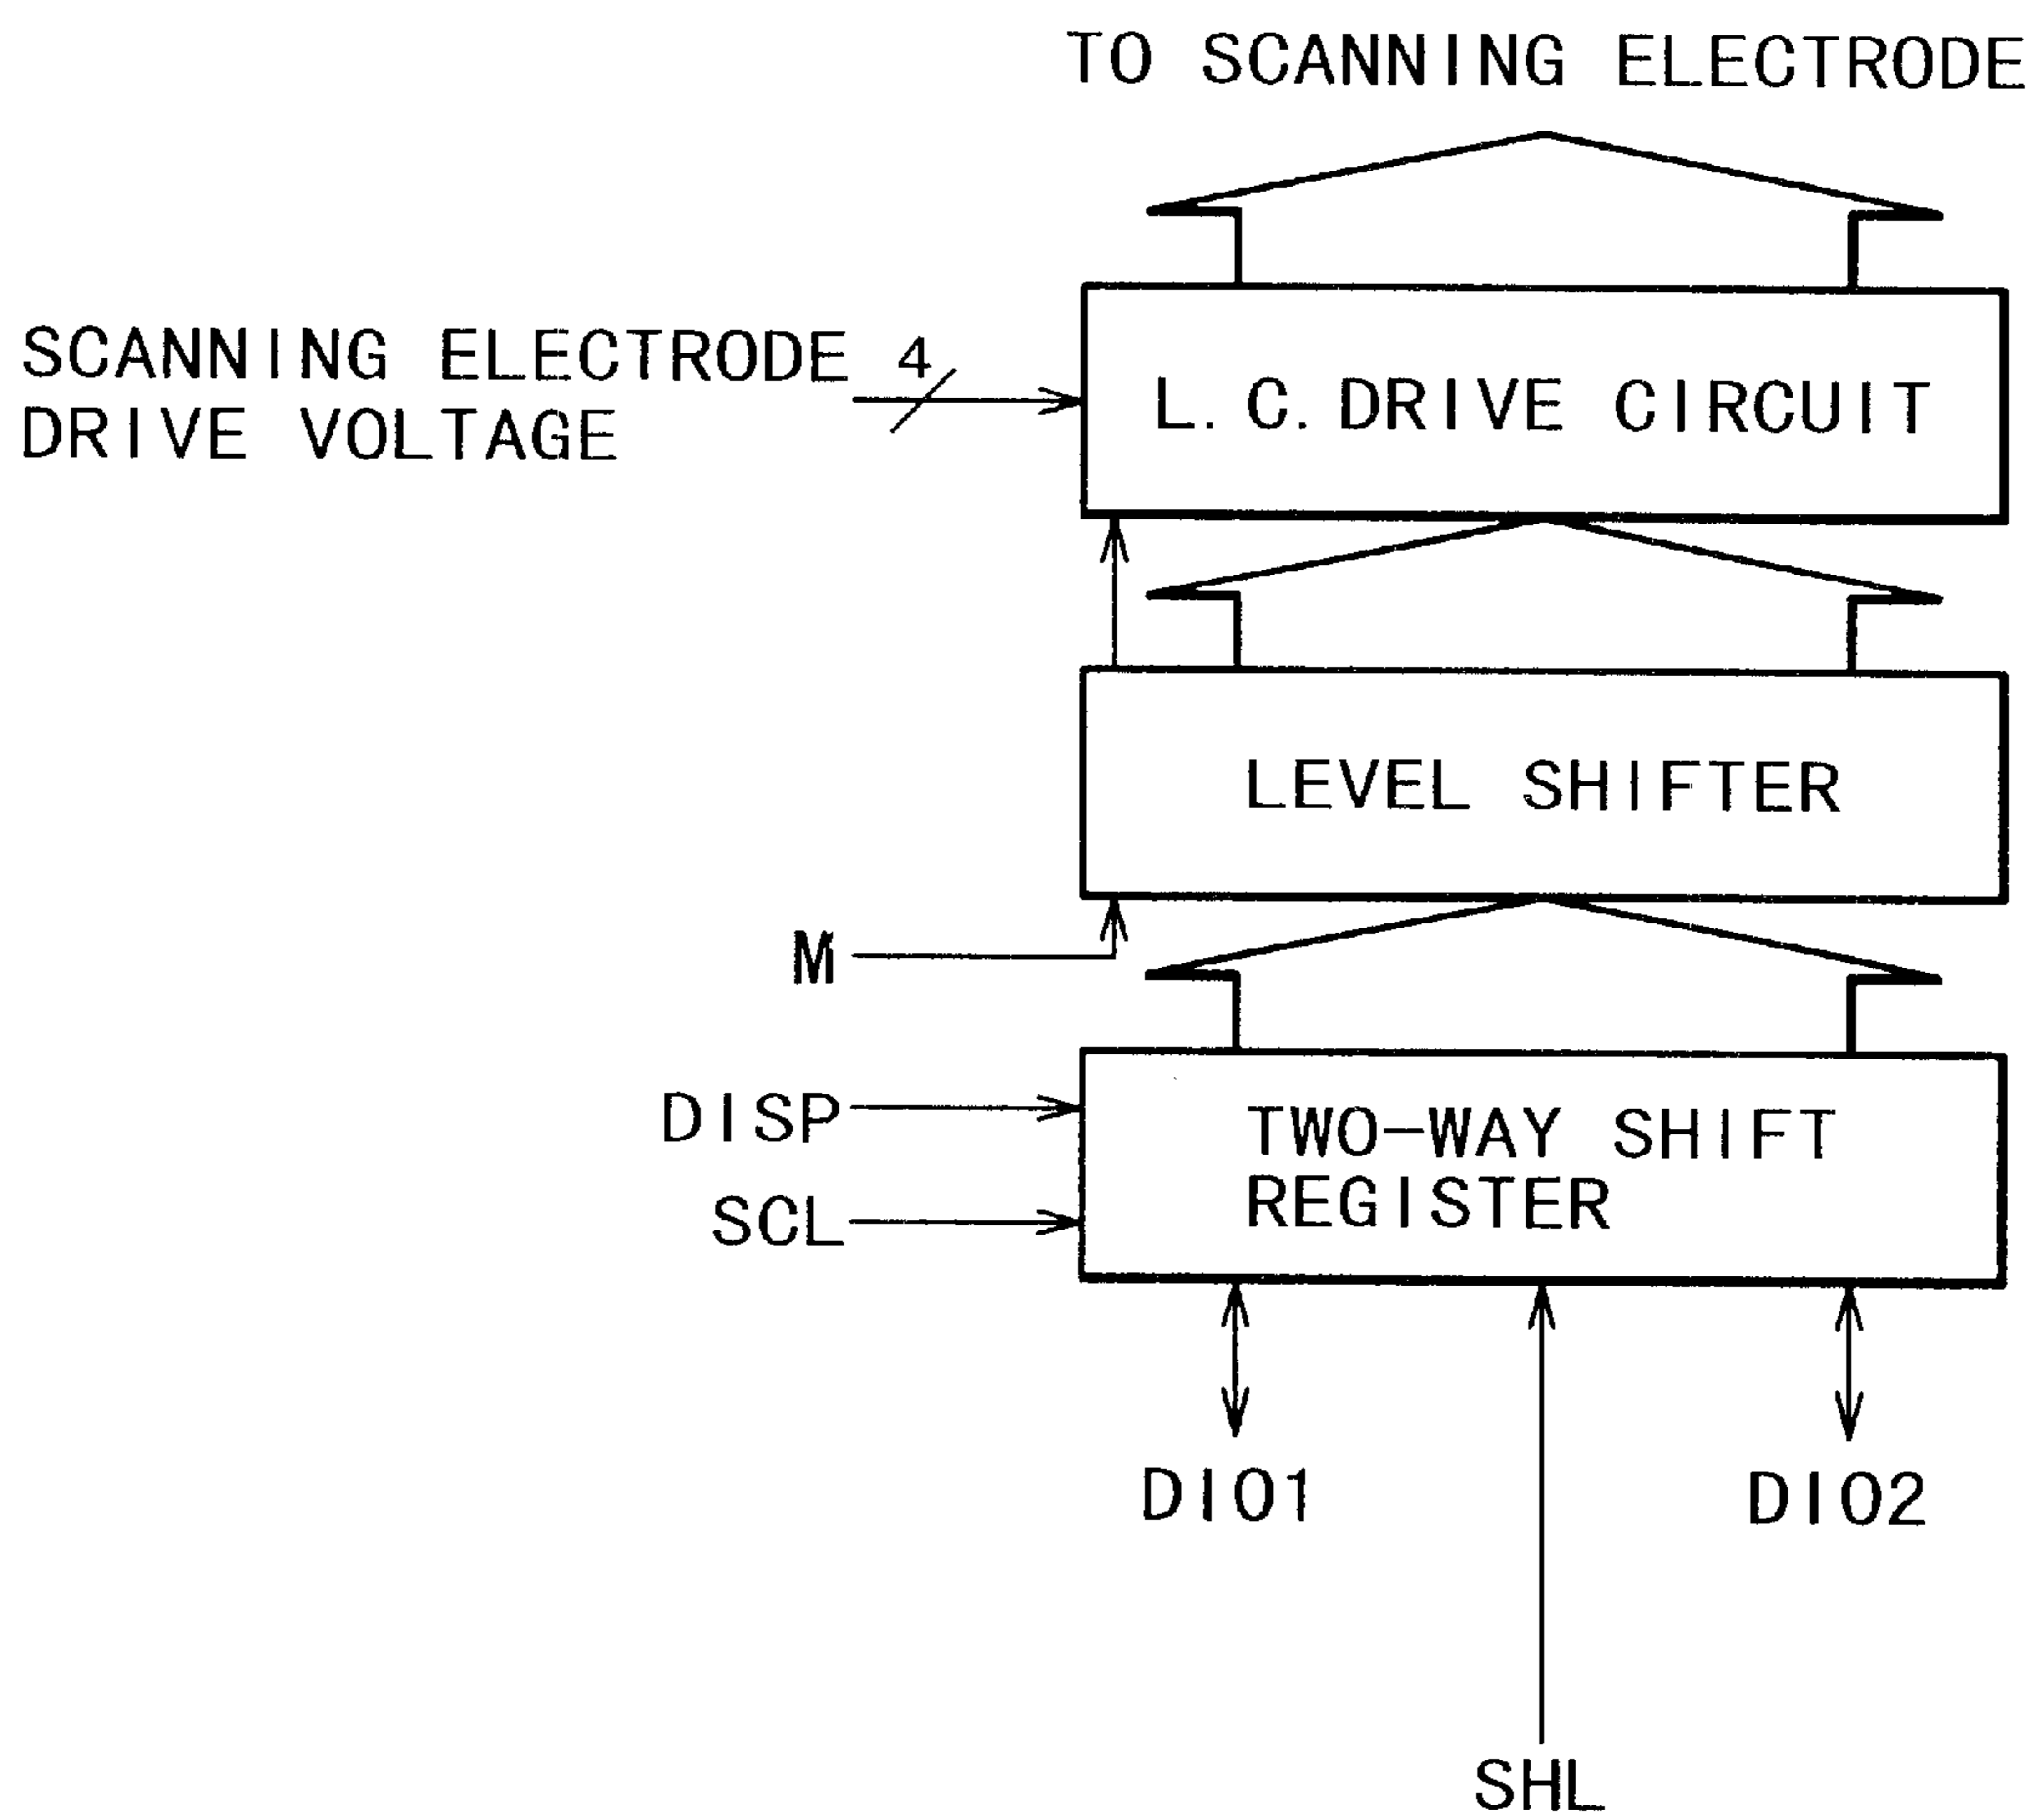 TO SCANNING ELECTRODE
SCANNING ELECTRODE
DRIVE VOLTAGE
4
L. C. DRIVE CIRCUIT
LEVEL SHIFTER
M
DISP
SCL
TWO-WAY SHIFT
REGISTER
DIO1
DIO2
SHL